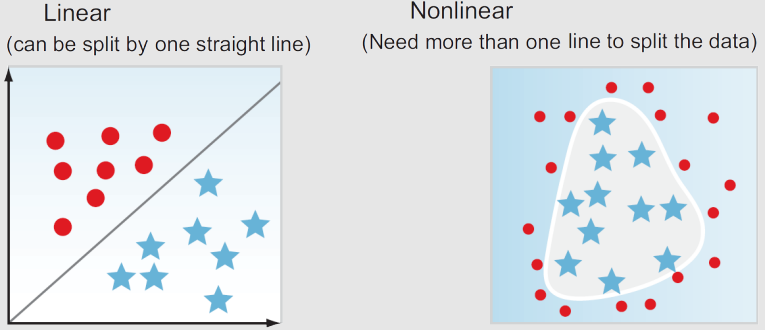 Linear
(can be split by one straight line)
Nonlinear
(Need more than one line to split the data)